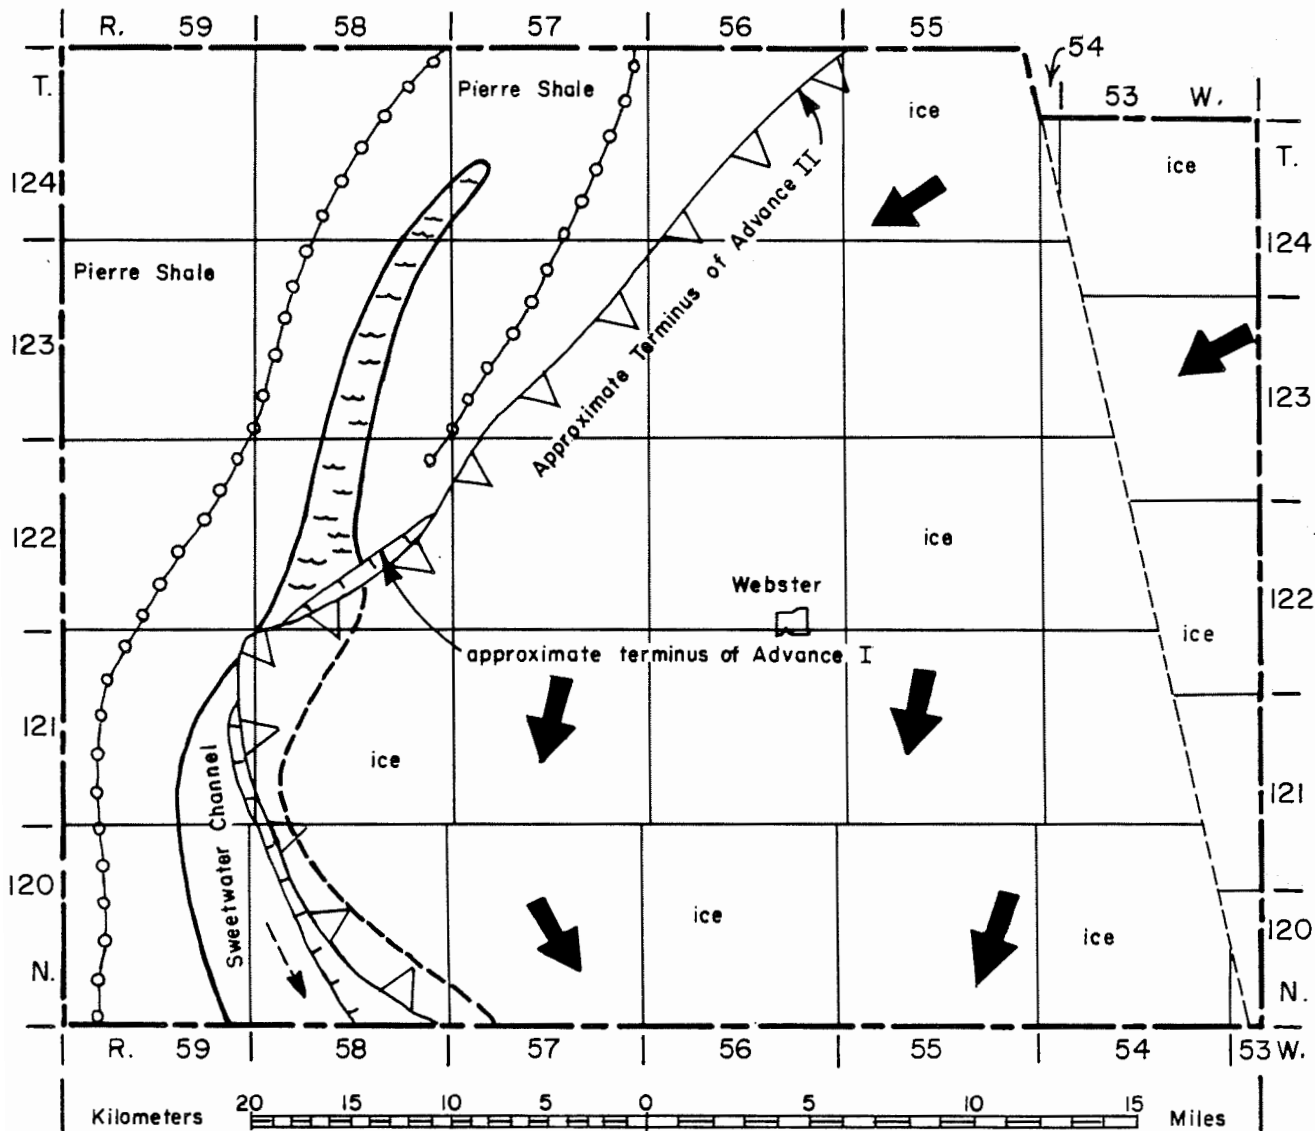 R. 59 58 57 56 55
54
53 W.
T.
Pierre Shale
ice
ice
T.
124
Approximate Terminus of Advance II
124
Pierre Shale
123
123
122
ice
Webster
122
ice
approximate terminus of Advance I
121
Sweetwater Channel
ice
121
120
ice
ice
120
N.
N.
R. 59 58 57 56 55 54 53 W.
Kilometers 20 15 10 5 0 5 10 15 Miles